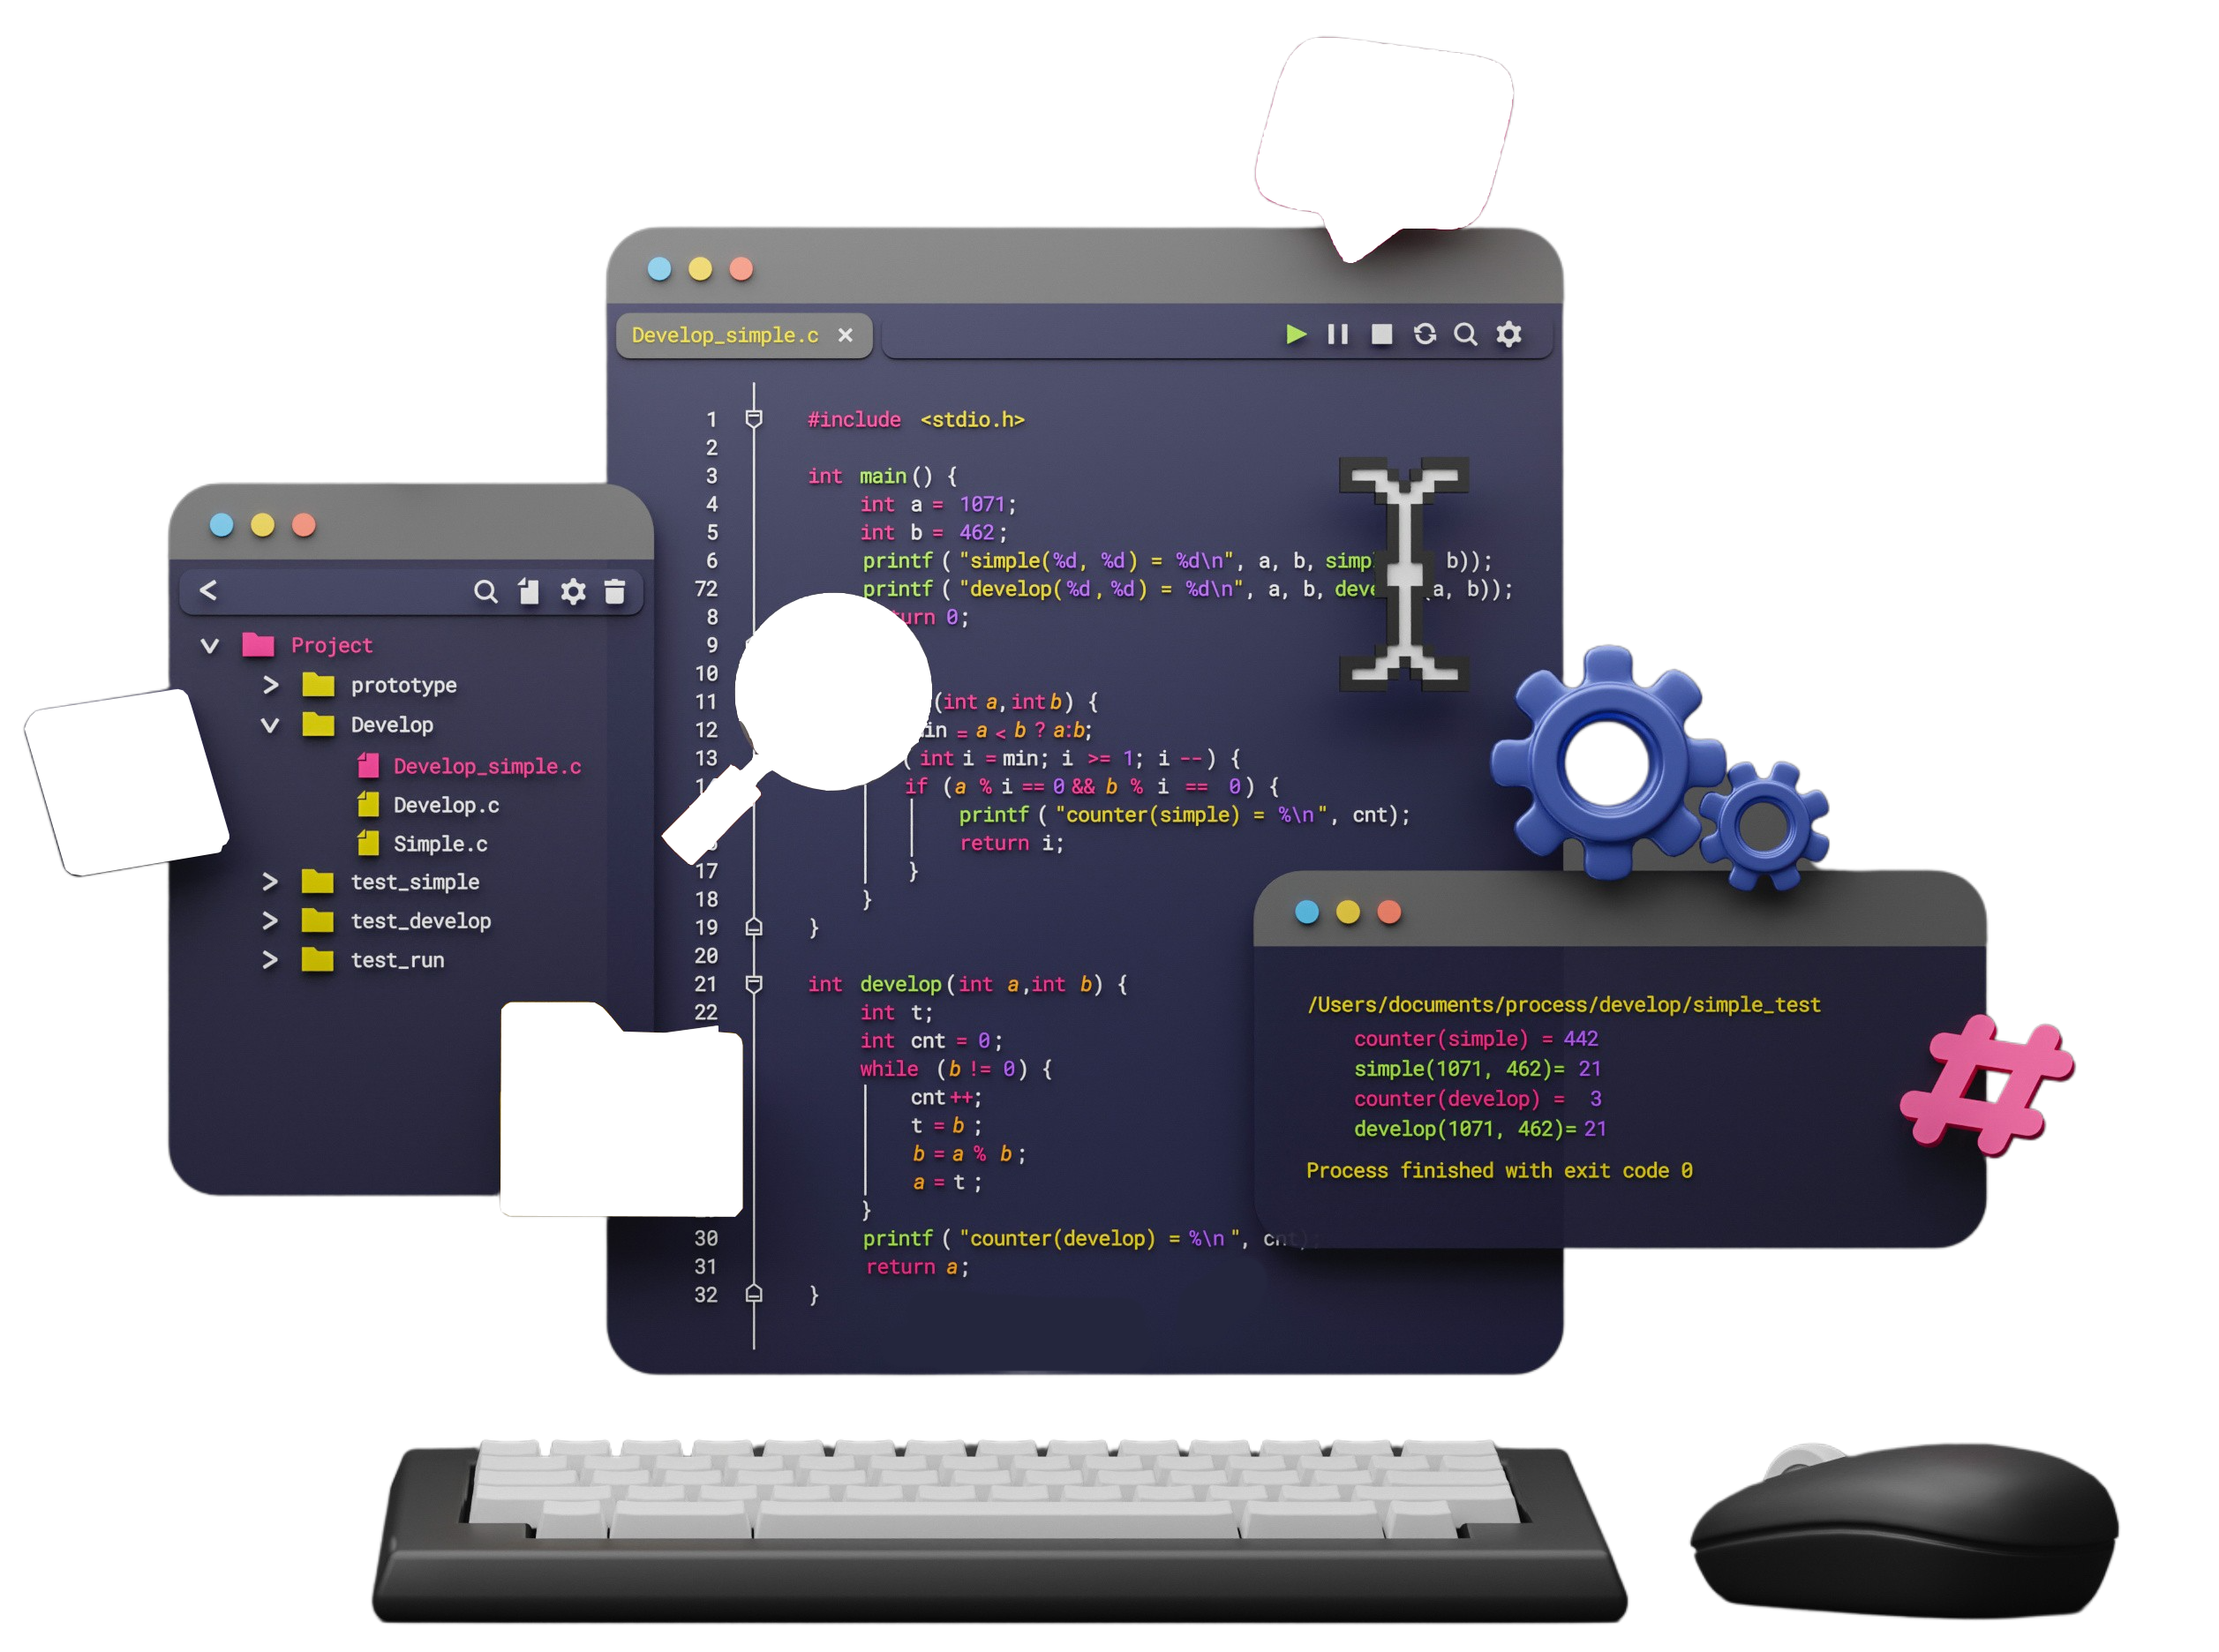 Develop_simple.c ×
1 #include <stdio.h>
2
3 int main() {
4 int a = 1071;
5 int b = 462;
6 printf ( "simple(%d, %d) = %d\n", a, b, b));
72 printf ( "develop(%d,%d) = %d\n", a, b, (a, b));
8 0;
9
10
11 (int a,int b) {
12 = a < b ? a:b;
13 ( int i = min; i >= 1; i --) {
if (a % i == 0 && b % i == 0) {
printf ( "counter(simple) = %\n", cnt);
return i;
17 }
18 }
19 }
20
21 int develop(int a,int b) {
22 int t;
int cnt = 0;
while (b != 0) {
cnt ++;
t = b ;
b = a % b ;
a = t ;
}
30 printf ( "counter(develop) = %\n ", cnt);
31 return a;
32 }
<
Project
> prototype
Develop
Develop_simple.c
Develop.c
Simple.c
> test_simple
> test_develop
> test_run
/Users/documents/process/develop/simple_test
counter(simple) = 442
simple(1071, 462)= 21
counter(develop) = 3
develop(1071, 462)= 21
Process finished with exit code 0
#